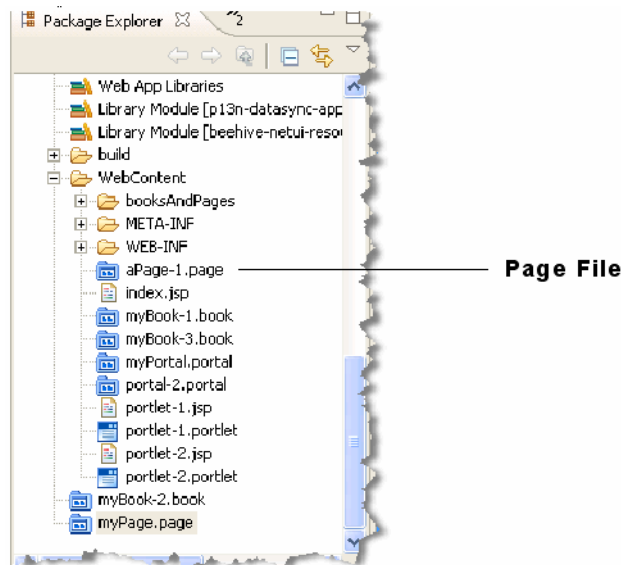 Package Explorer
2
Web App Libraries
Library Module [p13n-datasync-app
Library Module [beehive-netui-resou
build
WebContent
booksAndPages
META-INF
WEB-INF
aPage-1.page
Page File
index.jsp
myBook-1.book
myBook-3.book
myPortal.portal
portal-2.portal
portlet-1.jsp
portlet-1.portlet
portlet-2.jsp
portlet-2.portlet
myBook-2.book
myPage.page